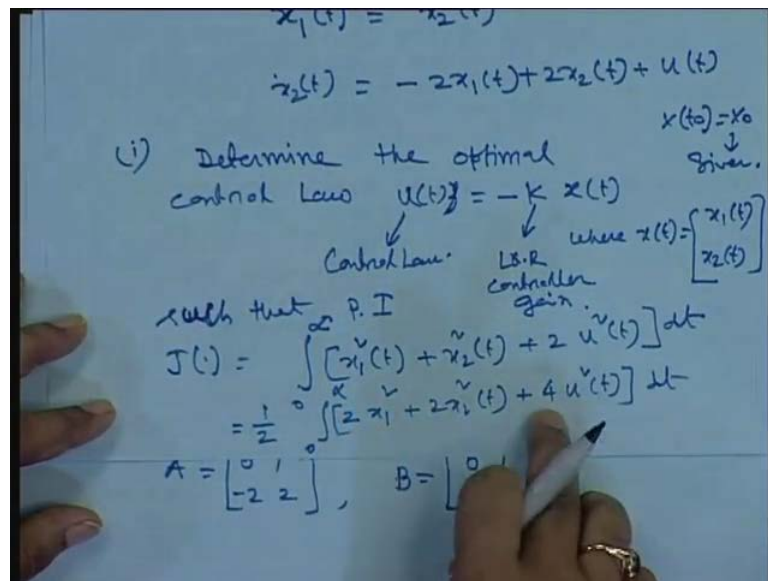 x₁(t) = x₂(t)
ẋ₂(t) = - 2x₁(t) + 2x₂(t) + u(t)
x(t₀) = x₀
↓
Given.
(i) Determine the optimal
control Law u(t) = - K x(t)
Control Law. L.Q.R controller gain. where x(t) = [x₁(t) x₂(t)]
such that P.I
J(.) = ∫₀^∞ [x₁²(t) + x₂²(t) + 2 u²(t)] dt
= 1/2 ∫₀^∞ [2 x₁² + 2x₂²(t) + 4 u²(t)] dt
A = [0 1 -2 2], B = [0